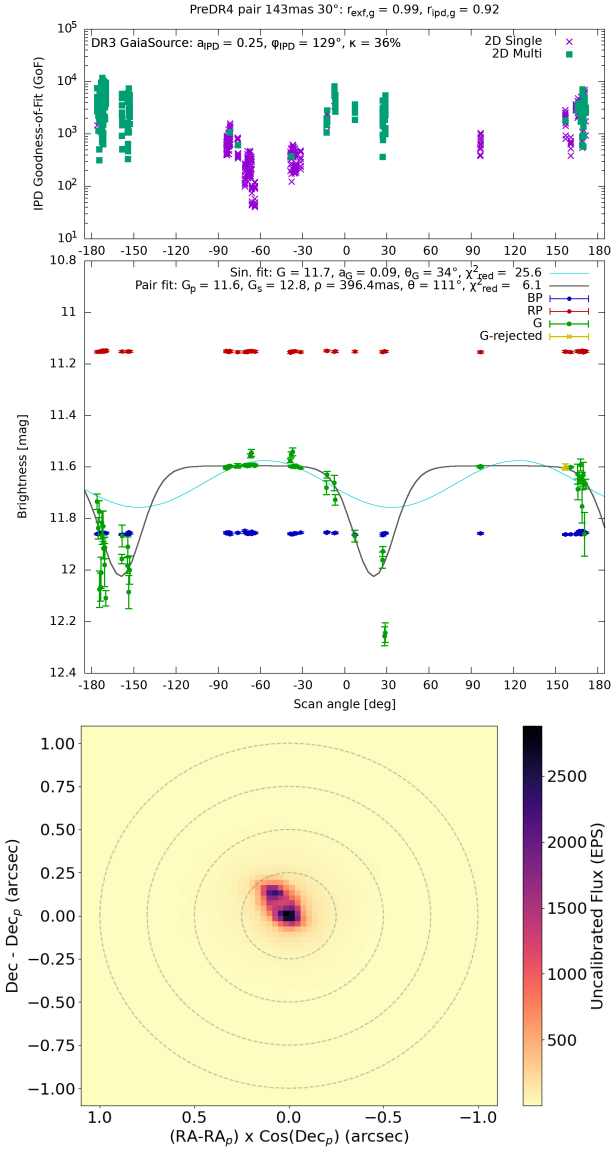 PreDR4 pair 143mas 30°: r_exf,g = 0.99, r_ipd,g = 0.92
DR3 GaiaSource: a_IPD = 0.25, φ_IPD = 129°, κ = 36%
2D Single
2D Multi
IPD Goodness-of-Fit (GoF)
10^5
10^4
10^3
10^2
10^1
-180 -150 -120 -90 -60 -30 0 30 60 90 120 150 180
Sin. fit: G = 11.7, a_G = 0.09, θ_G = 34°, χ²_red = 25.6
Pair fit: G_p = 11.6, G_s = 12.8, ρ = 396.4mas, θ = 111°, χ²_red = 6.1
BP
RP
G
G-rejected
Brightness [mag]
10.8
11
11.2
11.4
11.6
11.8
12
12.2
12.4
-180 -150 -120 -90 -60 -30 0 30 60 90 120 150 180
Scan angle [deg]
Dec - Dec_p (arcsec)
1.00
0.75
0.50
0.25
0.00
−0.25
−0.50
−0.75
−1.00
1.0 0.5 0.0 −0.5 −1.0
(RA-RA_p) x Cos(Dec_p) (arcsec)
2500
2000
1500
1000
500
Uncalibrated Flux (EPS)